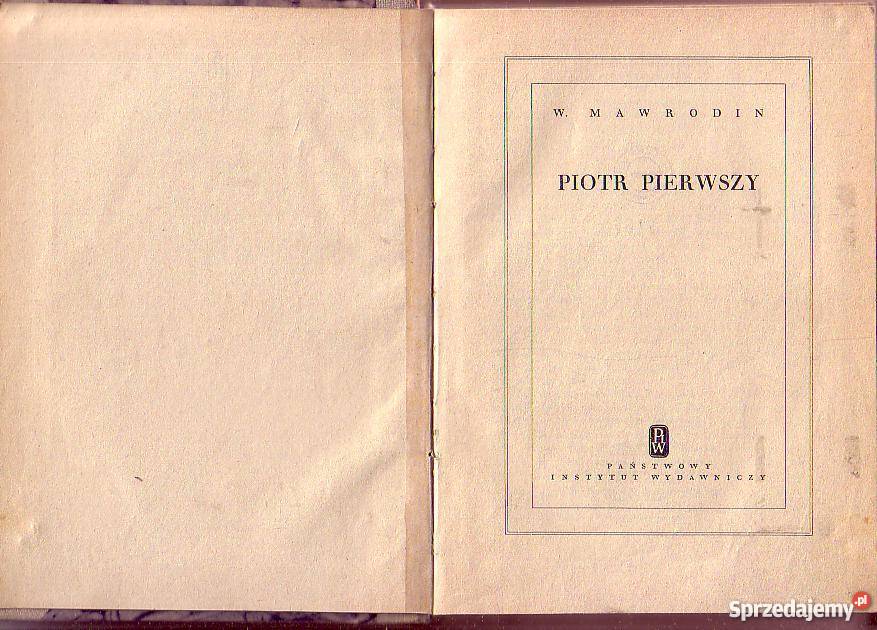 W. MAWRODIN
PIOTR PIERWSZY
PIW
PAŃSTWOWY
INSTYTUT WYDAWNICZY
Sprzedajemy.pl